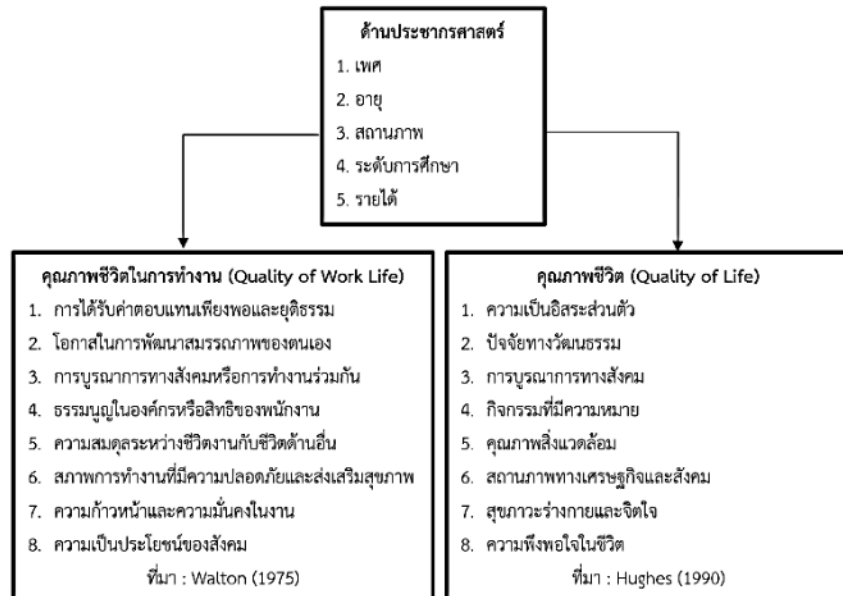 ด้านประชากรศาสตร์
1. เพศ
2. อายุ
3. สถานภาพ
4. ระดับการศึกษา
5. รายได้
คุณภาพชีวิตในการทำงาน (Quality of Work Life)
1. การได้รับค่าตอบแทนเพียงพอและยุติธรรม
2. โอกาสในการพัฒนาสมรรถภาพของตนเอง
3. การบูรณาการทางสังคมหรือการทำงานร่วมกัน
4. ธรรมนูญในองค์กรหรือสิทธิของพนักงาน
5. ความสมดุลระหว่างชีวิตงานกับชีวิตด้านอื่น
6. สภาพการทำงานที่มีความปลอดภัยและส่งเสริมสุขภาพ
7. ความก้าวหน้าและความมั่นคงในงาน
8. ความเป็นประโยชน์ของสังคม
ที่มา : Walton (1975)
คุณภาพชีวิต (Quality of Life)
1. ความเป็นอิสระส่วนตัว
2. ปัจจัยทางวัฒนธรรม
3. การบูรณาการทางสังคม
4. กิจกรรมที่มีความหมาย
5. คุณภาพสิ่งแวดล้อม
6. สถานภาพทางเศรษฐกิจและสังคม
7. สุขภาวะร่างกายและจิตใจ
8. ความพึงพอใจในชีวิต
ที่มา : Hughes (1990)